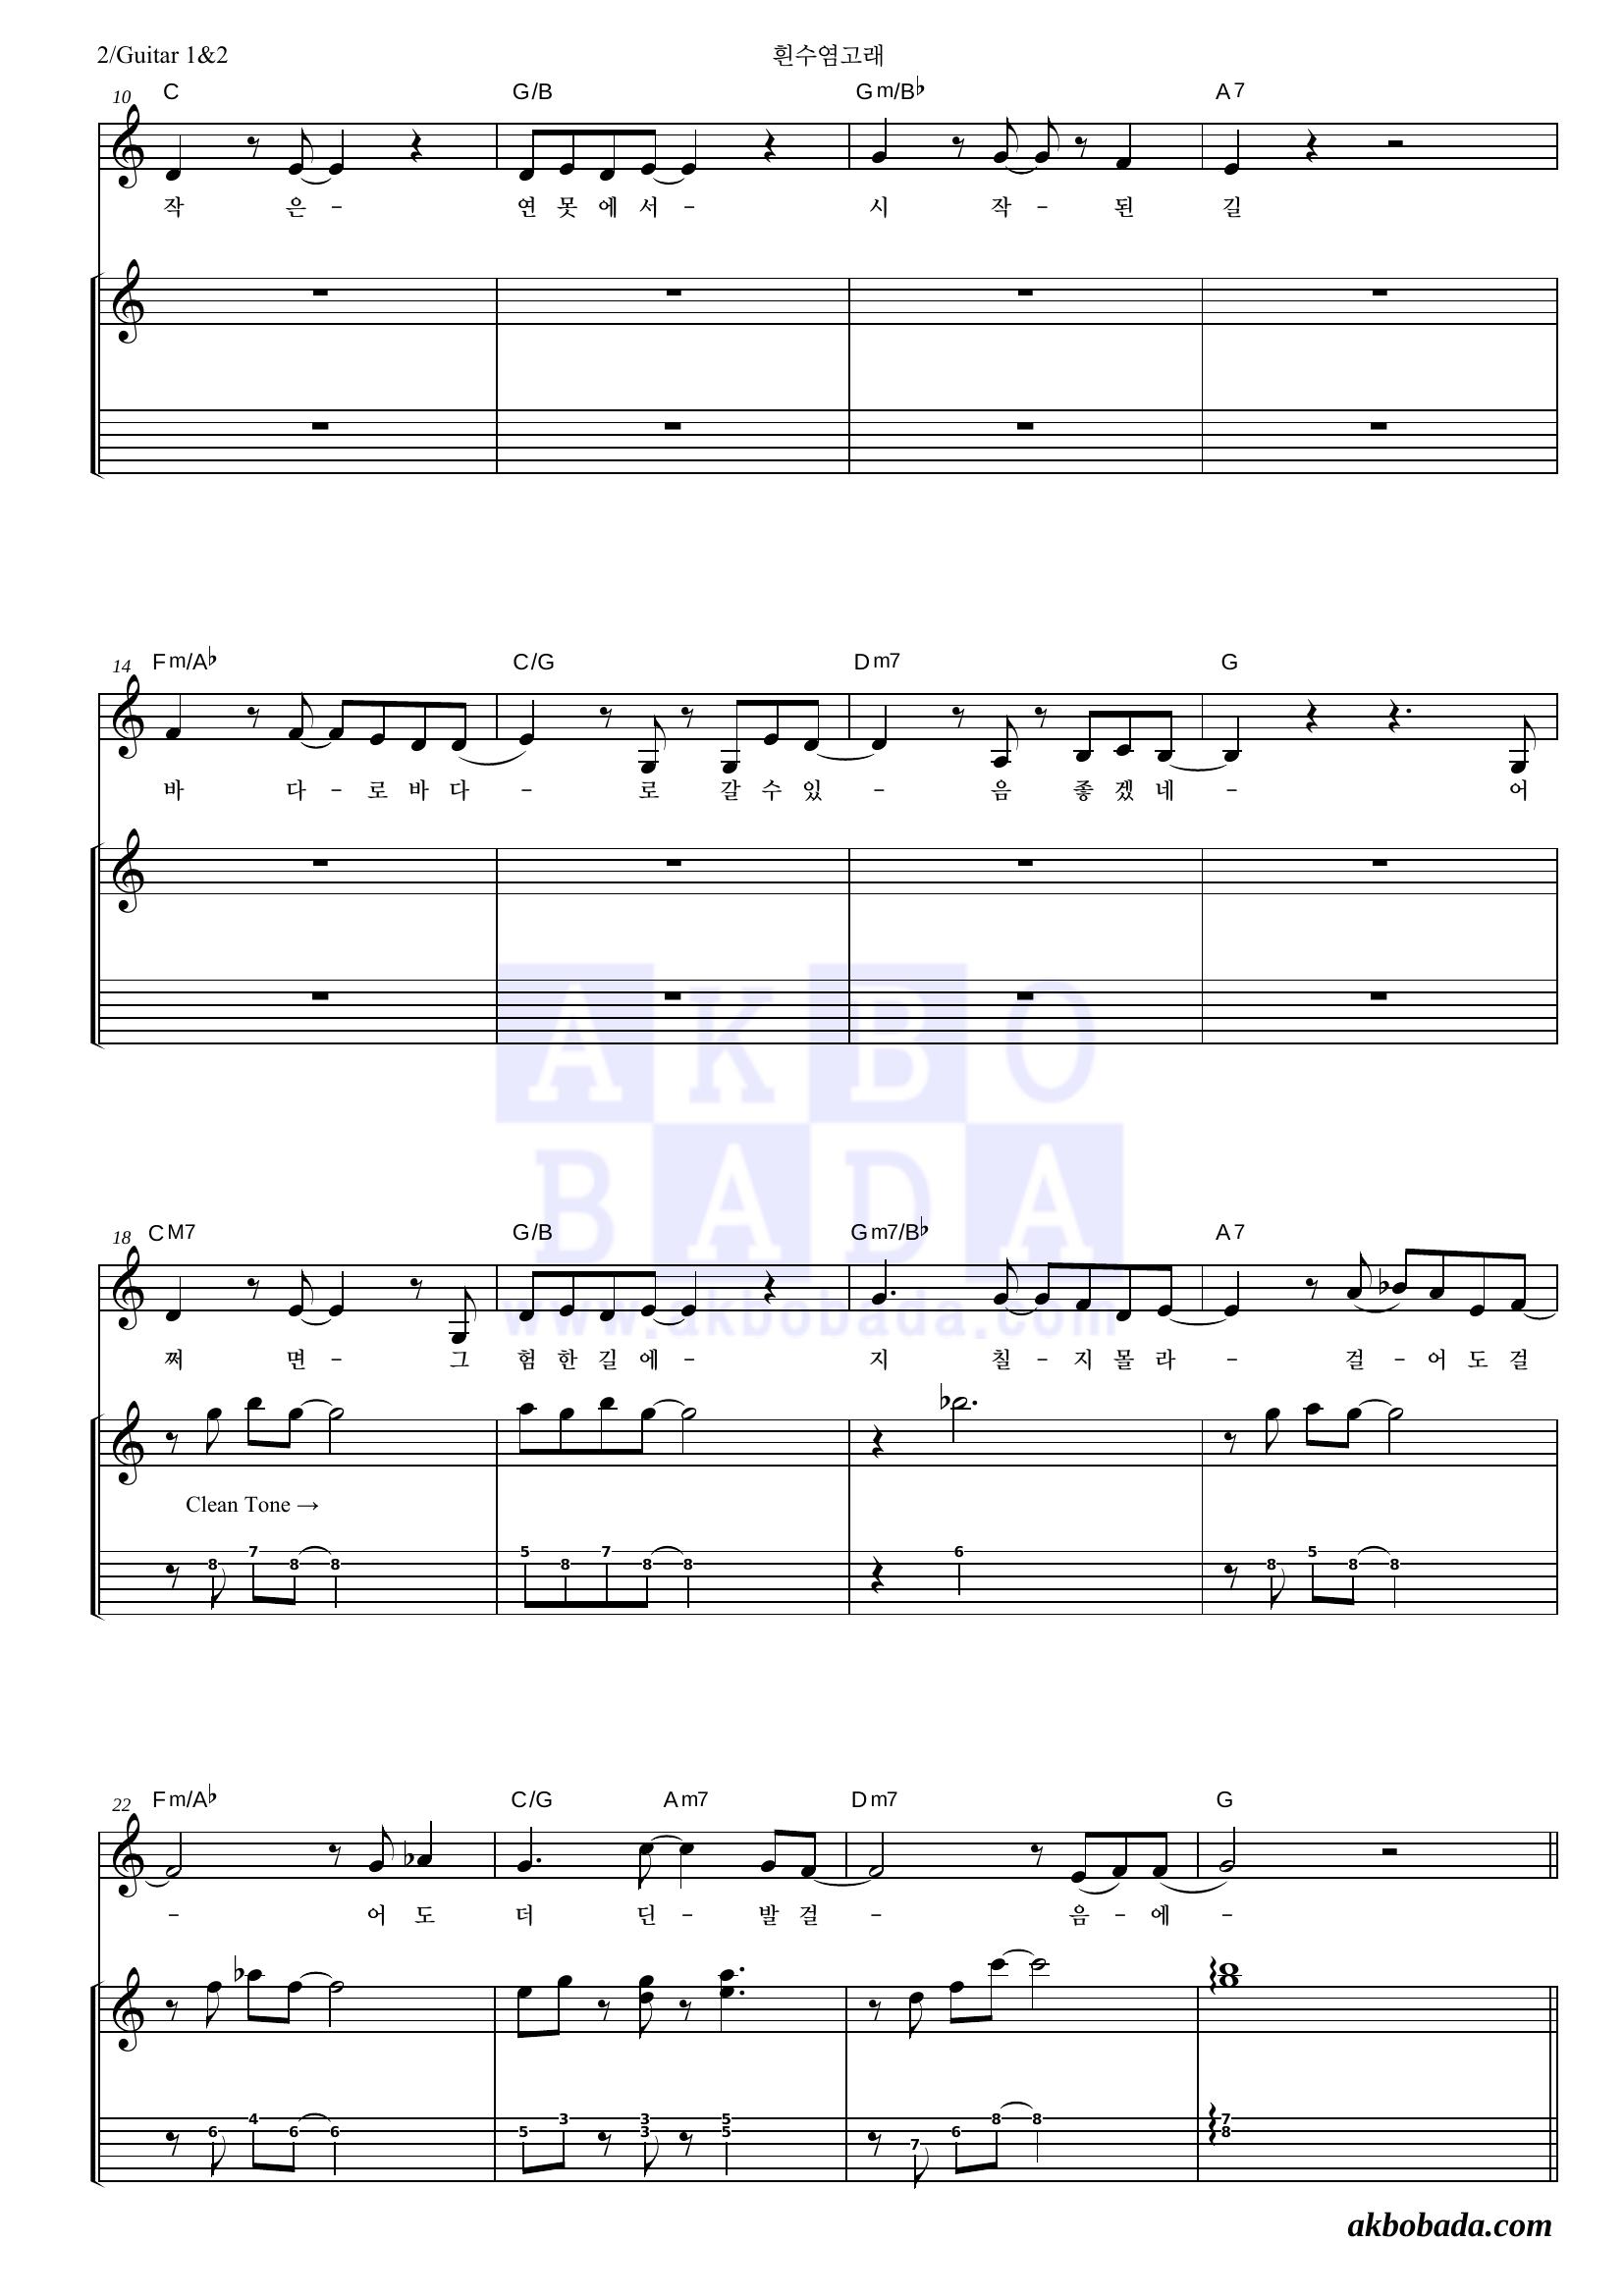 2/Guitar 1&2 흰수염고래
10 C G/B Gm/B♭ A7
작 은 - 연 못 에 서 - 시 작 - 된 길
14 Fm/A♭ C/G Dm7 G
바 다 - 로 바 다 - 로 갈 수 있 - 음 좋 겠 네 - 어
AKBO
BADA
www.akbobada.com
18 CM7 G/B Gm7/B♭ A7
쩌 면 - 그 험 한 길 에 - 지 칠 - 지 몰 라 - 걸 - 어 도 걸
Clean Tone →
8 7 8 8 5 8 7 8 8 6 8 5 8 8
22 Fm/A♭ C/G Am7 Dm7 G
- 어 도 더 딘 - 발 걸 - 음 - 에 -
6 4 6 6 5 3 3 3 5 5 7 6 8 8 7 8
akbobada.com